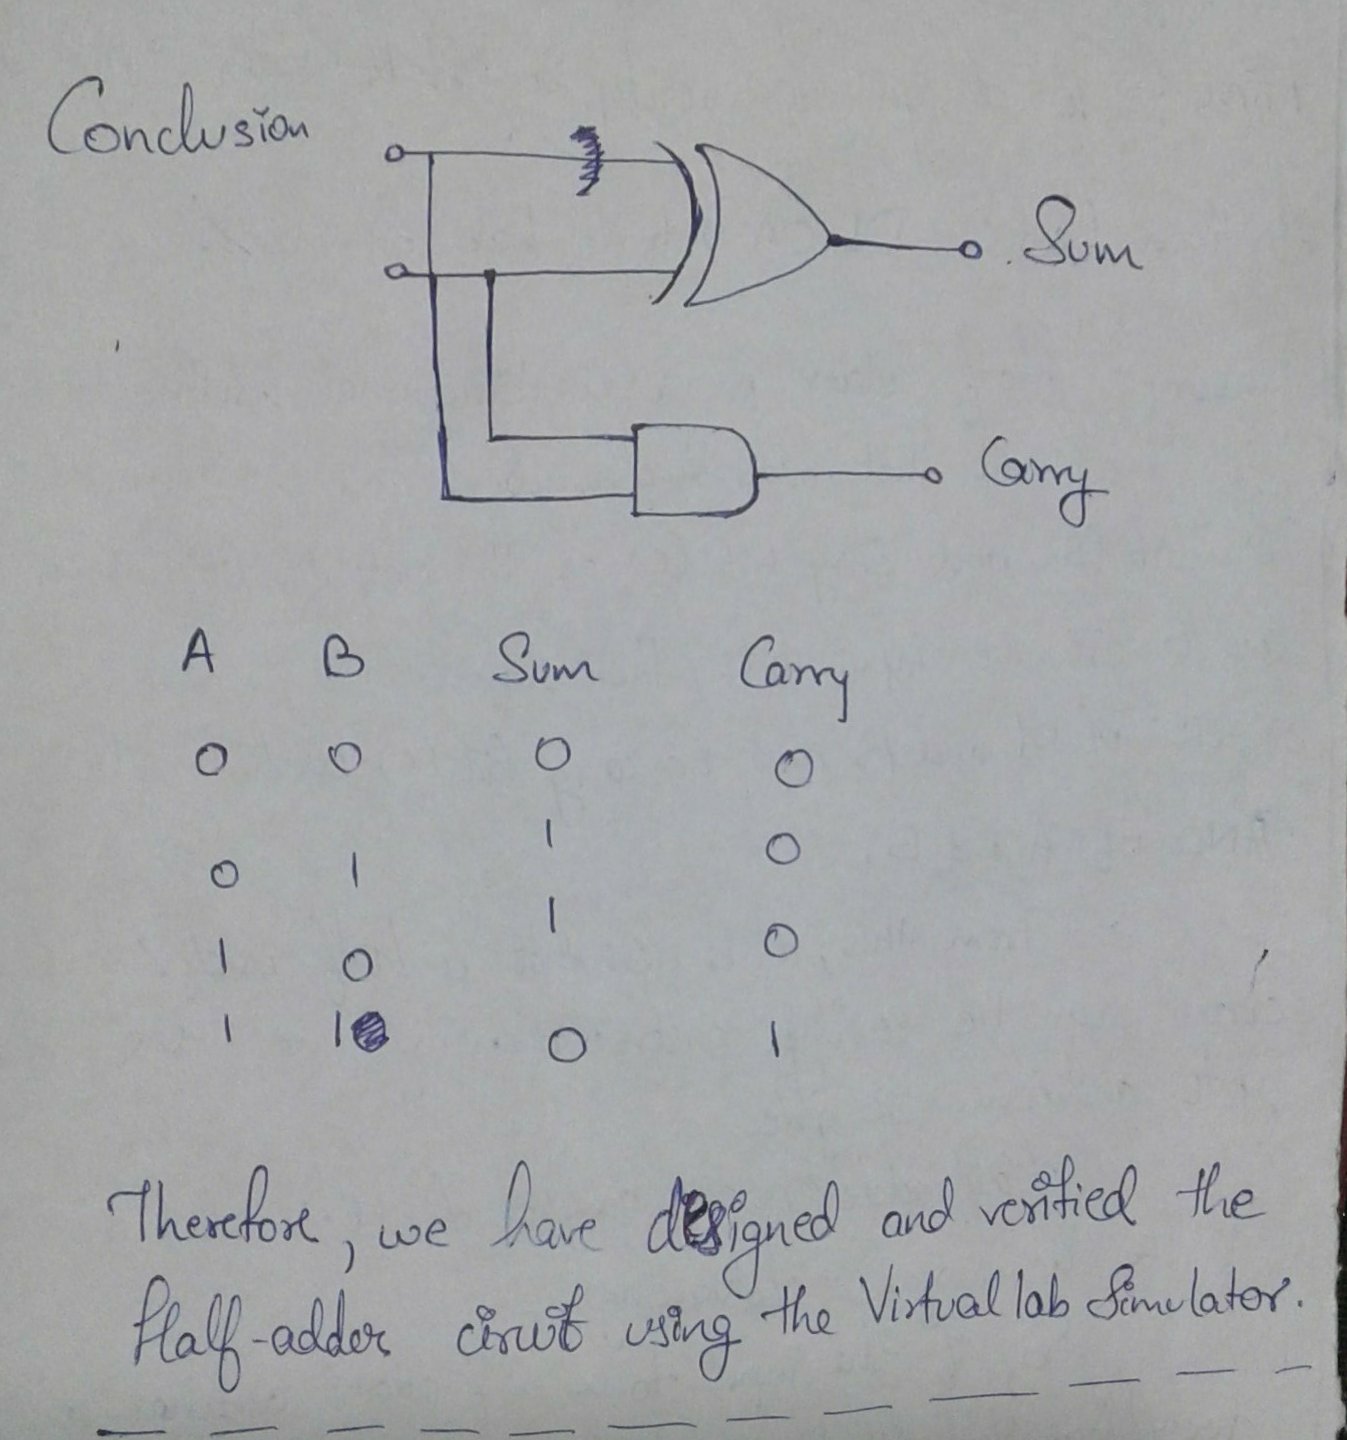 Conclusion
Sum
Carry
A B Sum Carry
0 0 0 0
0 1 1 0
1 0 1 0
1 1 0 1
Therefore, we have designed and verified the
Half-adder ciruit using the Virtual lab Simulator.